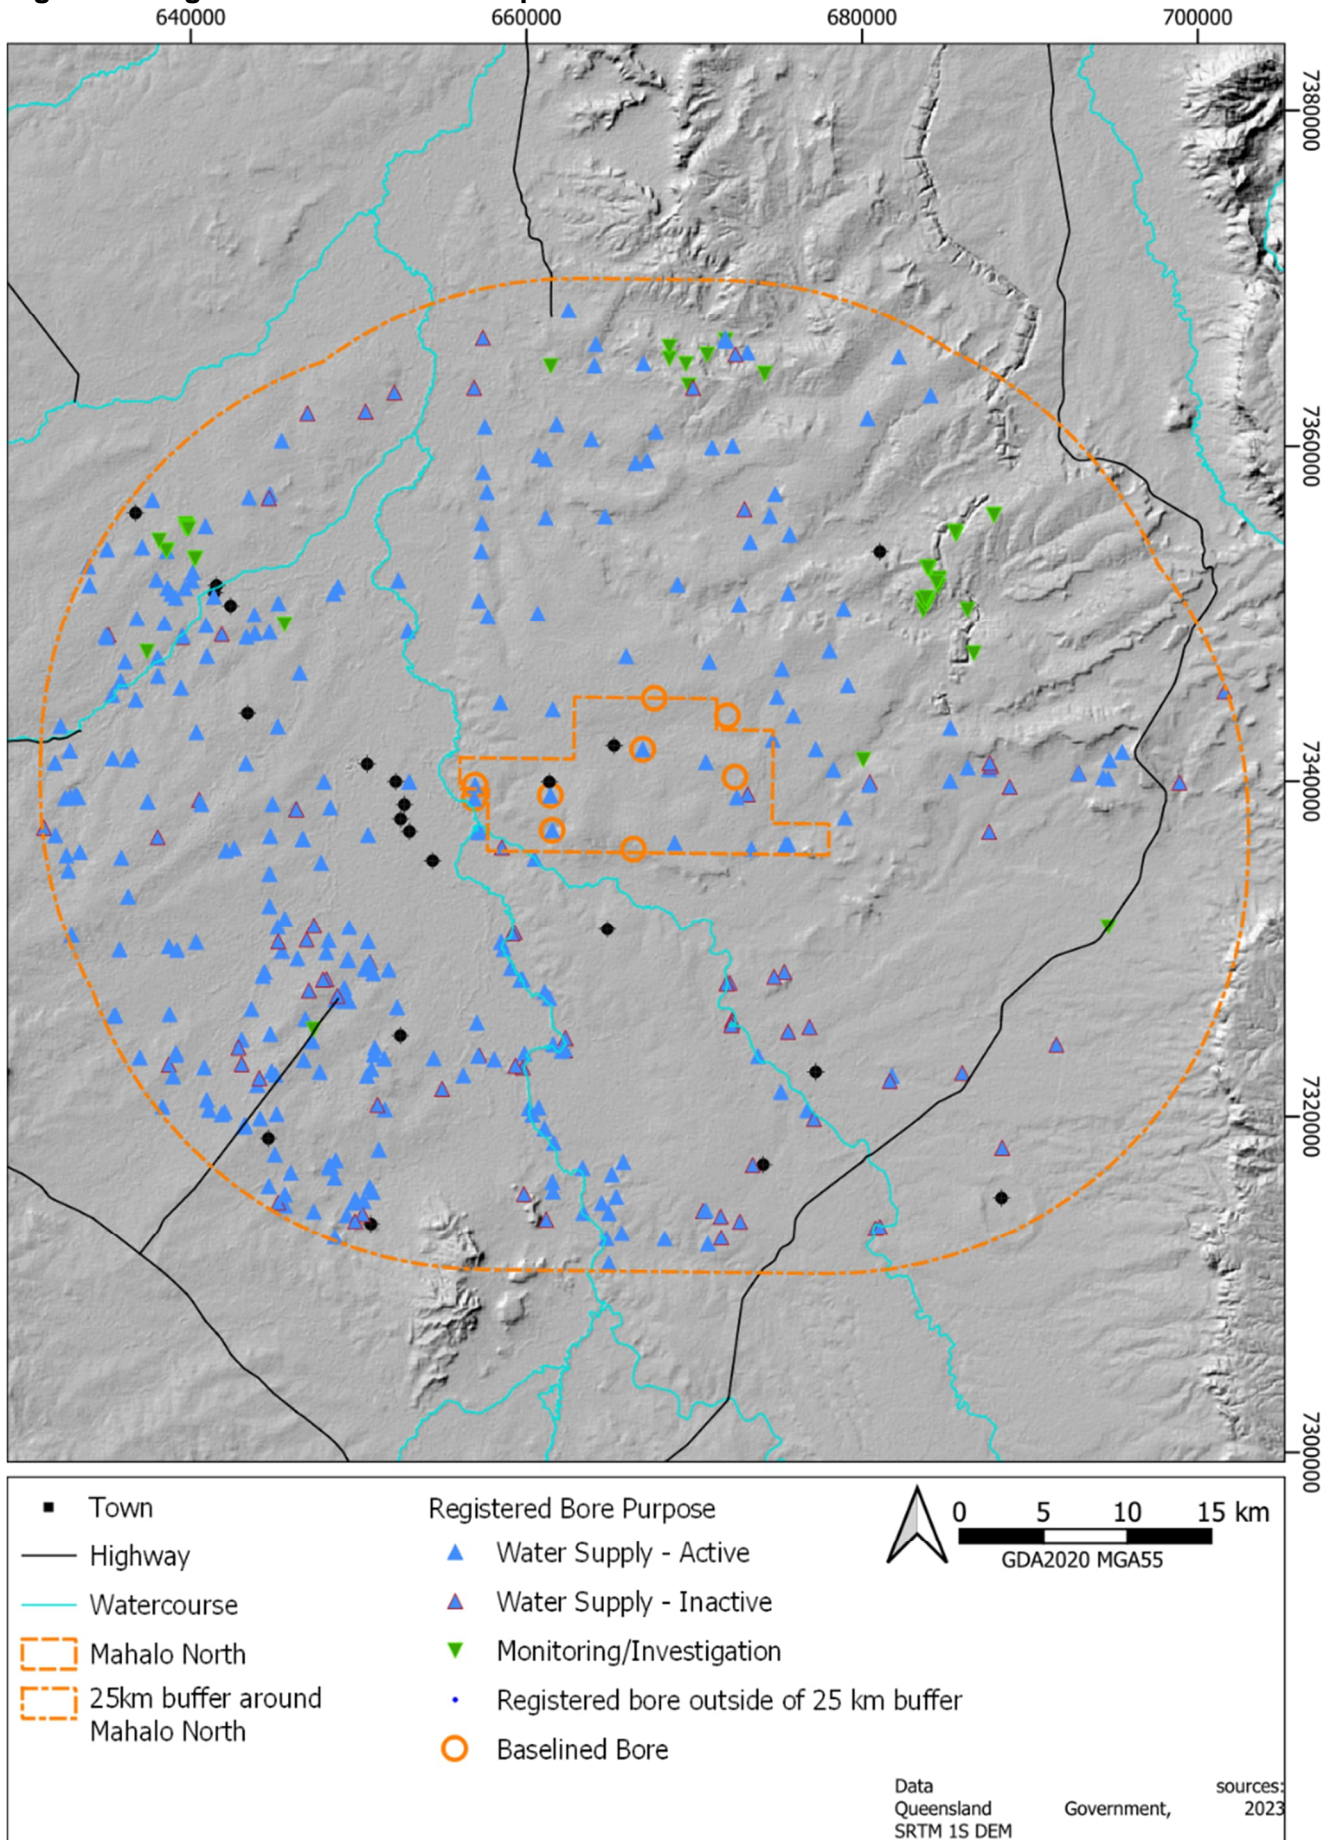 640000 660000 680000 700000
7380000
7360000
7340000
7320000
7300000
Town
Highway
Watercourse
Mahalo North
25km buffer around
Mahalo North
Registered Bore Purpose
Water Supply - Active
Water Supply - Inactive
Monitoring/Investigation
Registered bore outside of 25 km buffer
Baselined Bore
0 5 10 15 km
GDA2020 MGA55
Data sources:
Queensland Government, 2023
SRTM 1S DEM